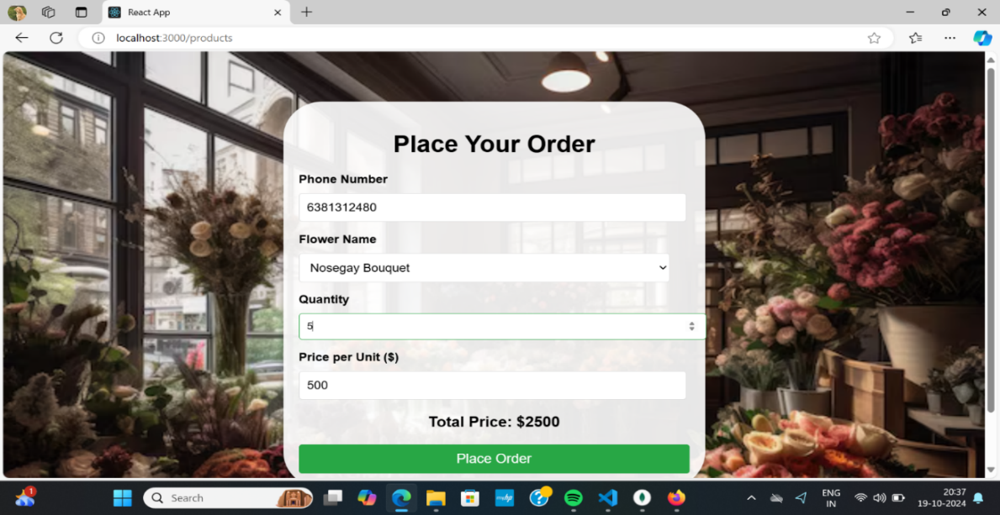 React App
localhost:3000/products
Place Your Order
Phone Number
6381312480
Flower Name
Nosegay Bouquet
Quantity
5
Price per Unit ($)
500
Total Price: $2500
Place Order
1
Search
myhp
ENG
IN
20:37
19-10-2024